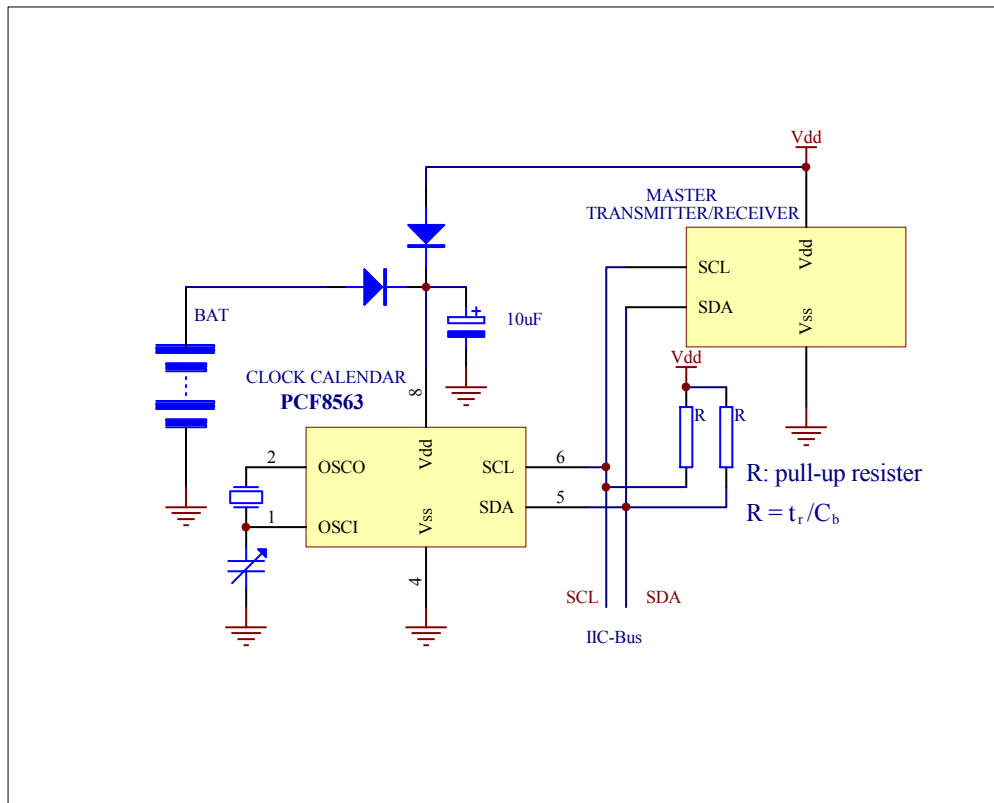 Vdd
MASTER
TRANSMITTER/RECEIVER
SCL
SDA
Vdd
Vss
BAT
10uF
+
Vdd
R
R
CLOCK CALENDAR
PCF8563
8
2
1
OSCO
OSCI
Vdd
Vss
SCL
SDA
6
5
4
R: pull-up resister
R = tr/Cb
SCL
SDA
IIC-Bus